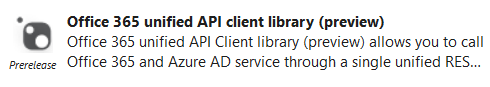 Office 365 unified API client library (preview)
Office 365 unified API Client library (preview) allows you to call
Office 365 and Azure AD service through a single unified RES...
Prerelease